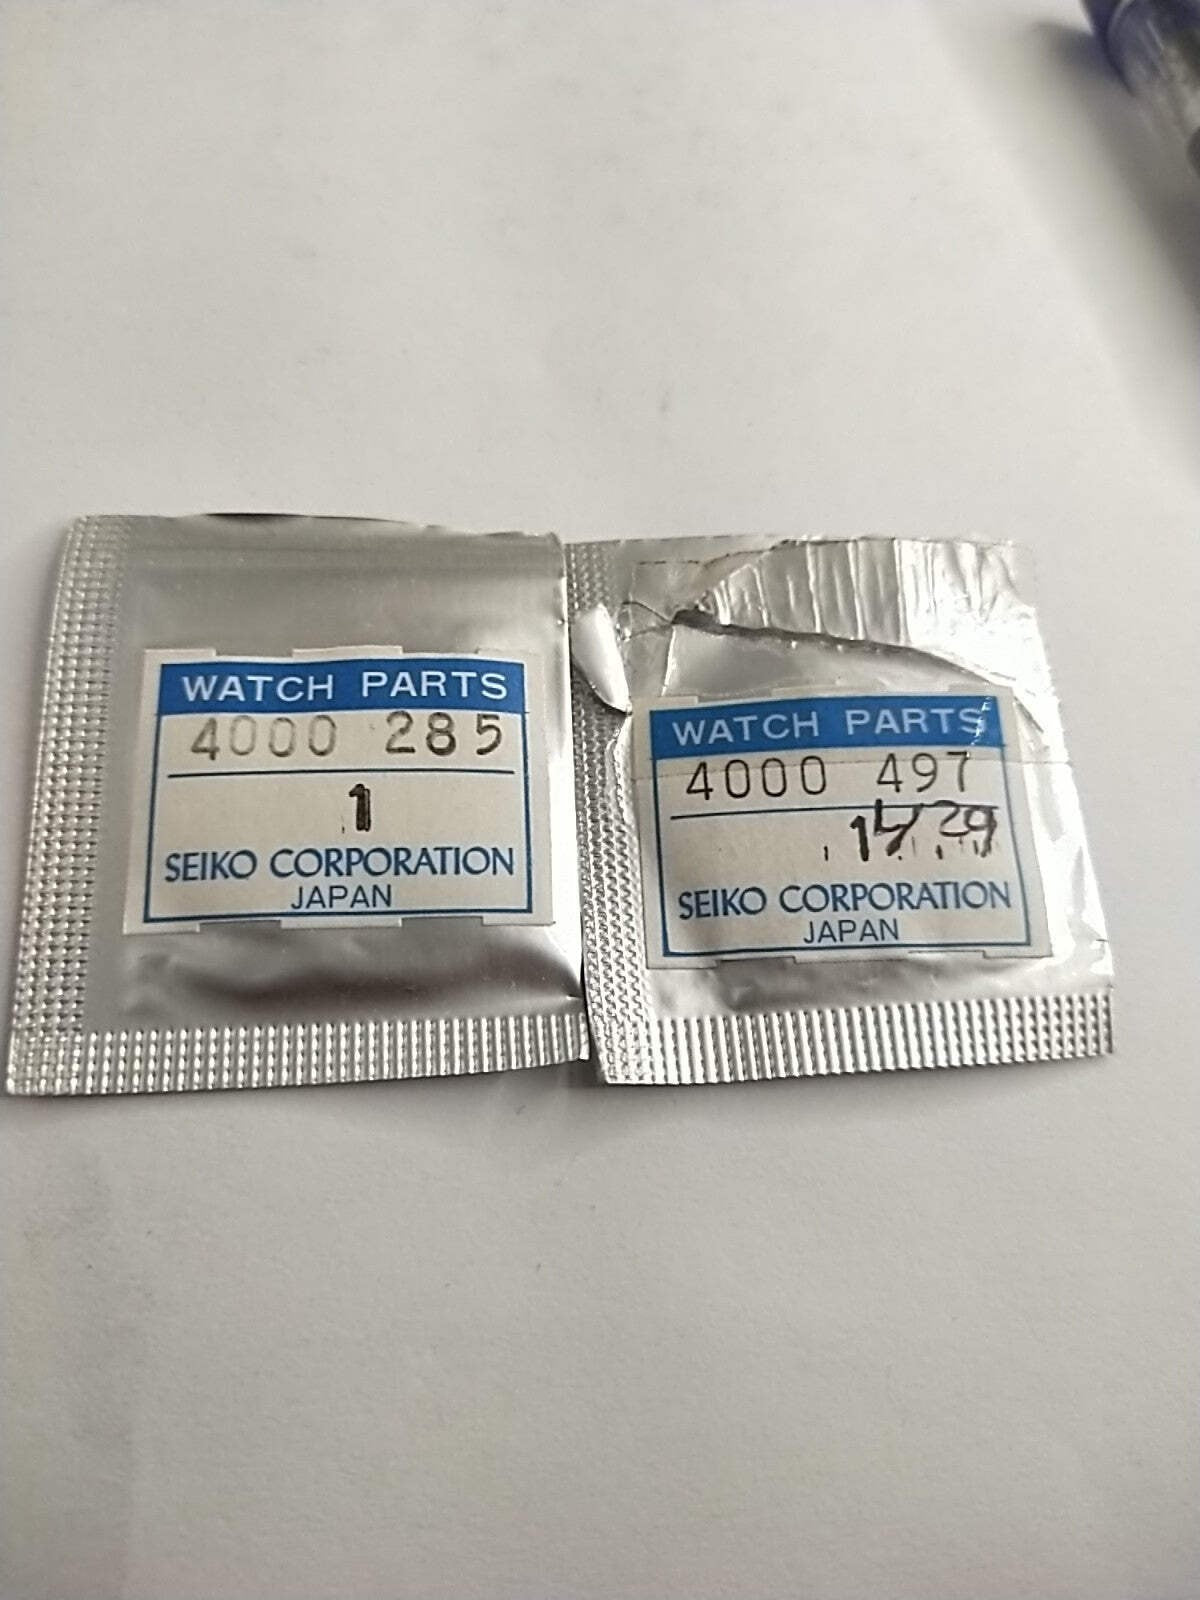 WATCH PARTS
4000 285
1
SEIKO CORPORATION
JAPAN
WATCH PARTS
4000 497
SEIKO CORPORATION
JAPAN